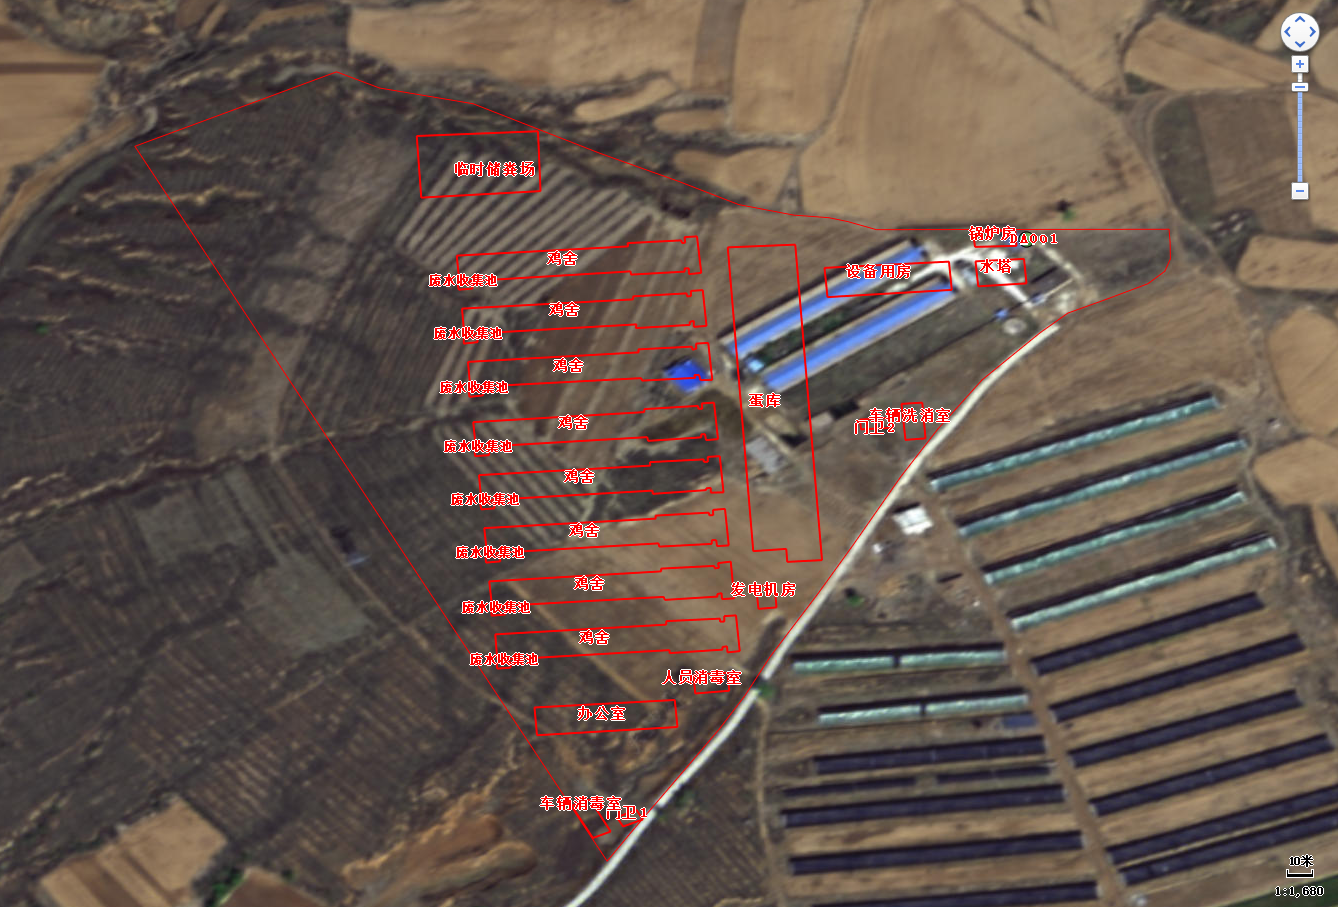 临时储粪场
锅炉房
DA001
鸡舍
设备用房
水塔
废水收集池
鸡舍
废水收集池
鸡舍
废水收集池
蛋库
车辆洗消室
门卫2
鸡舍
废水收集池
鸡舍
废水收集池
鸡舍
废水收集池
鸡舍
发电机房
废水收集池
鸡舍
废水收集池
人员消毒室
办公室
车辆消毒室
门卫1
10米
1:1,680